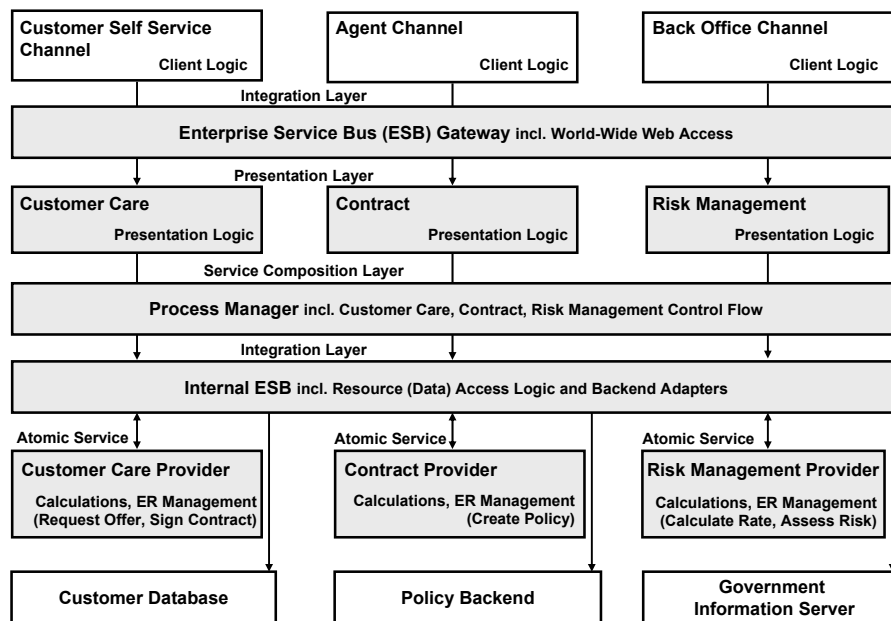 Customer Self Service
Channel
Client Logic
Agent Channel
Client Logic
Back Office Channel
Client Logic
Integration Layer
Enterprise Service Bus (ESB) Gateway incl. World-Wide Web Access
Presentation Layer
Customer Care
Presentation Logic
Contract
Presentation Logic
Risk Management
Presentation Logic
Service Composition Layer
Process Manager incl. Customer Care, Contract, Risk Management Control Flow
Integration Layer
Internal ESB incl. Resource (Data) Access Logic and Backend Adapters
Atomic Service
Atomic Service
Atomic Service
Customer Care Provider
Calculations, ER Management
(Request Offer, Sign Contract)
Contract Provider
Calculations, ER Management
(Create Policy)
Risk Management Provider
Calculations, ER Management
(Calculate Rate, Assess Risk)
Customer Database
Policy Backend
Government
Information Server